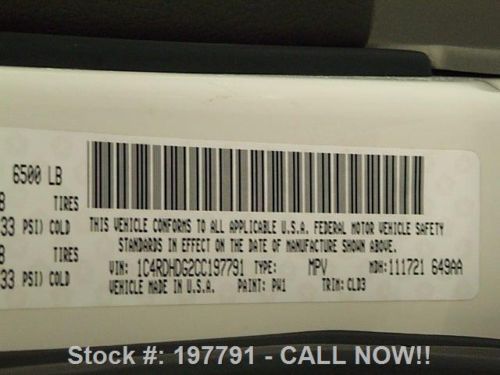 6500 LB
8 TIRES
33 PSI) COLD
8 TIRES
33 PSI) COLD
THIS VEHICLE CONFORMS TO ALL APPLICABLE U.S.A. FEDERAL MOTOR VEHICLE SAFETY
STANDARDS IN EFFECT ON THE DATE OF MANUFACTURE SHOWN ABOVE.
VIN: 1C4RDHDG2CC197791 TYPE: MPV MDH:111721 649AA
VEHICLE MADE IN U.S.A. PAINT: PW1 TRIM: CLD3
Stock #: 197791 - CALL NOW!!